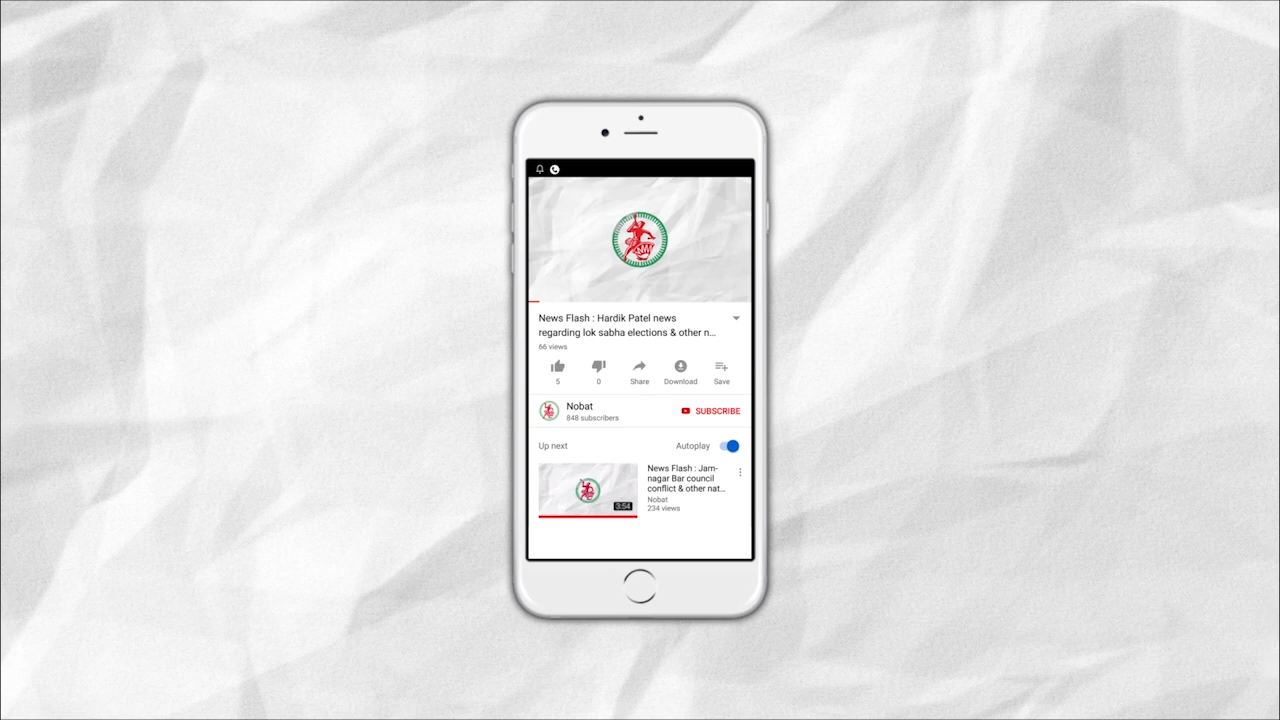 News Flash : Hardik Patel news
regarding lok sabha elections & other n...
66 views
5
0
Share
Download
Save
Nobat
848 subscribers
SUBSCRIBE
Up next
Autoplay
3:54
News Flash : Jam-
nagar Bar council
conflict & other nat...
Nobat
234 views